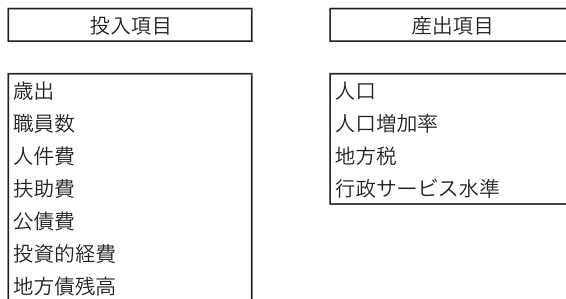 投入項目
歳出
職員数
人件費
扶助費
公債費
投資的経費
地方債残高
産出項目
人口
人口増加率
地方税
行政サービス水準